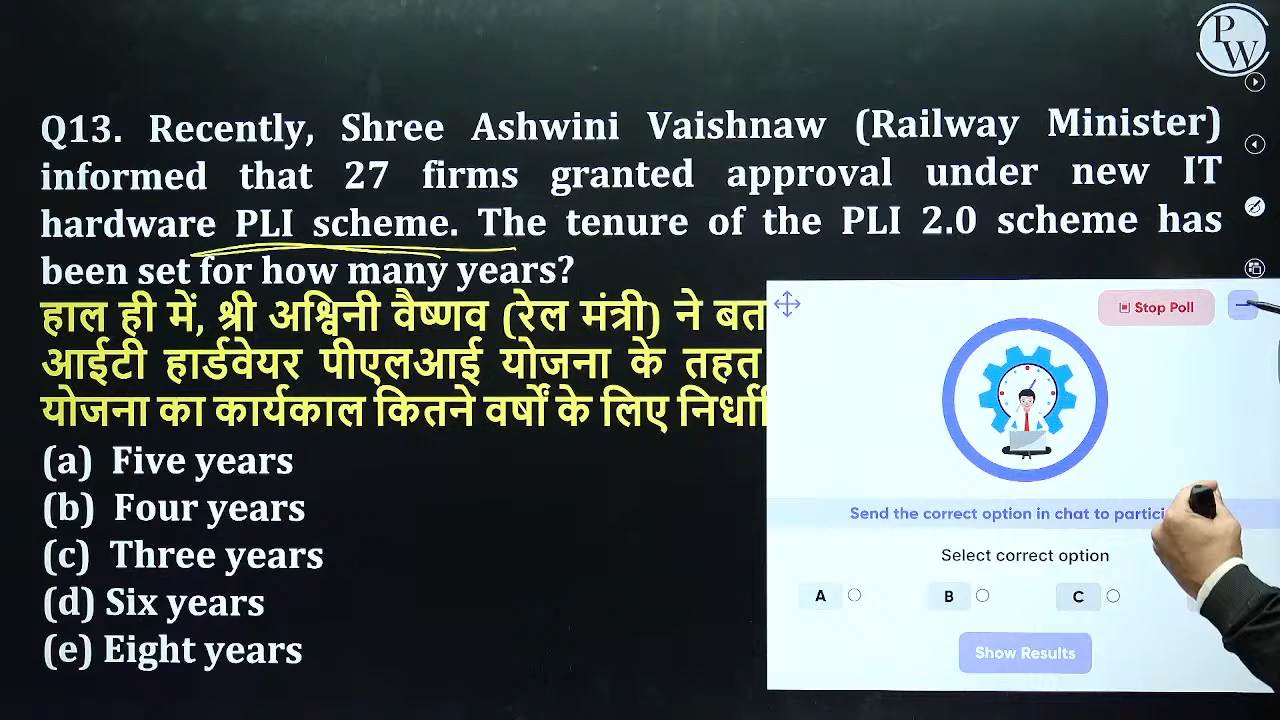 PW
Q13. Recently, Shree Ashwini Vaishnaw (Railway Minister)
informed that 27 firms granted approval under new IT
hardware PLI scheme. The tenure of the PLI 2.0 scheme has
been set for how many years?
हाल ही में, श्री अश्विनी वैष्णव (रेल मंत्री) ने
आईटी हार्डवेयर पीएलआई योजना के तहत
योजना का कार्यकाल कितने वर्षों के लिए
(a) Five years
(b) Four years
(c) Three years
(d) Six years
(e) Eight years
Stop Poll
Send the correct option in chat to
Select correct option
A B C
Show Results